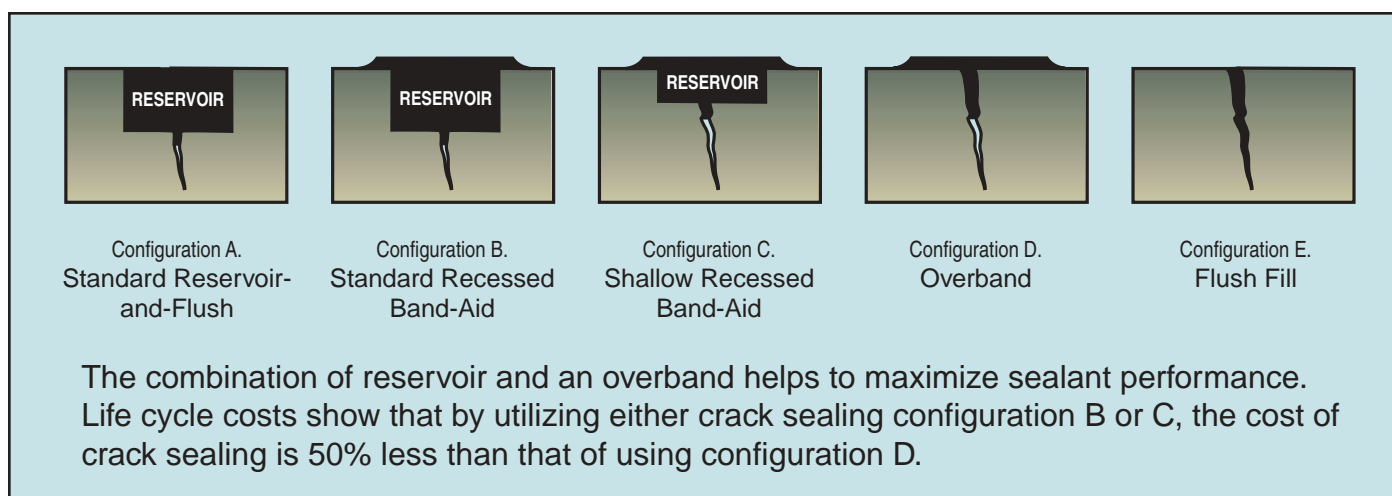 RESERVOIR
RESERVOIR
RESERVOIR
Configuration A.
Standard Reservoir-
and-Flush
Configuration B.
Standard Recessed
Band-Aid
Configuration C.
Shallow Recessed
Band-Aid
Configuration D.
Overband
Configuration E.
Flush Fill
The combination of reservoir and an overband helps to maximize sealant performance.
Life cycle costs show that by utilizing either crack sealing configuration B or C, the cost of
crack sealing is 50% less than that of using configuration D.